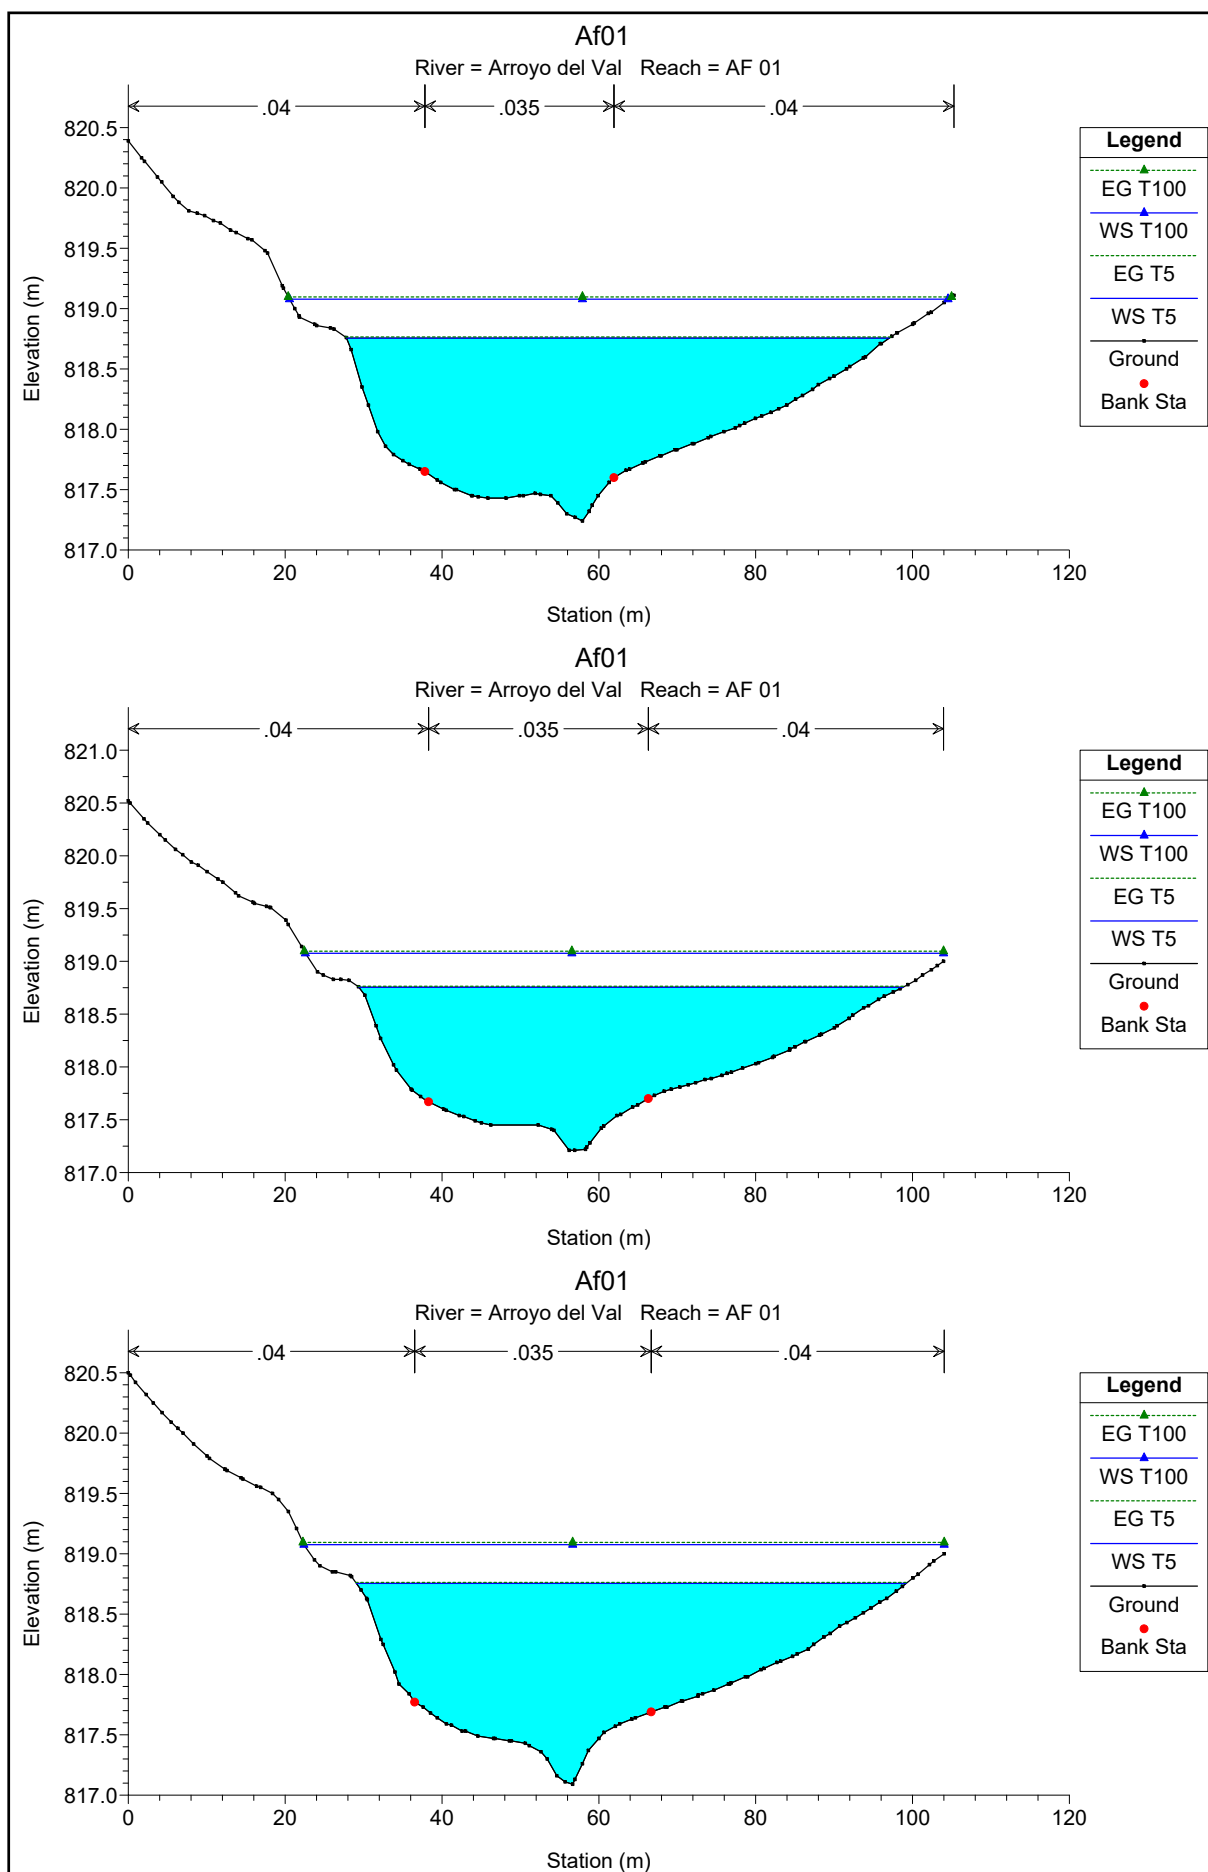 Af01
River = Arroyo del Val   Reach = AF 01
.04 .035 .04
820.5
820.0
819.5
819.0
818.5
818.0
817.5
817.0
Elevation (m)
0 20 40 60 80 100 120
Station (m)
Legend
EG T100
WS T100
EG T5
WS T5
Ground
Bank Sta
Af01
River = Arroyo del Val   Reach = AF 01
.04 .035 .04
821.0
820.5
820.0
819.5
819.0
818.5
818.0
817.5
817.0
Elevation (m)
0 20 40 60 80 100 120
Station (m)
Legend
EG T100
WS T100
EG T5
WS T5
Ground
Bank Sta
Af01
River = Arroyo del Val   Reach = AF 01
.04 .035 .04
820.5
820.0
819.5
819.0
818.5
818.0
817.5
817.0
Elevation (m)
0 20 40 60 80 100 120
Station (m)
Legend
EG T100
WS T100
EG T5
WS T5
Ground
Bank Sta